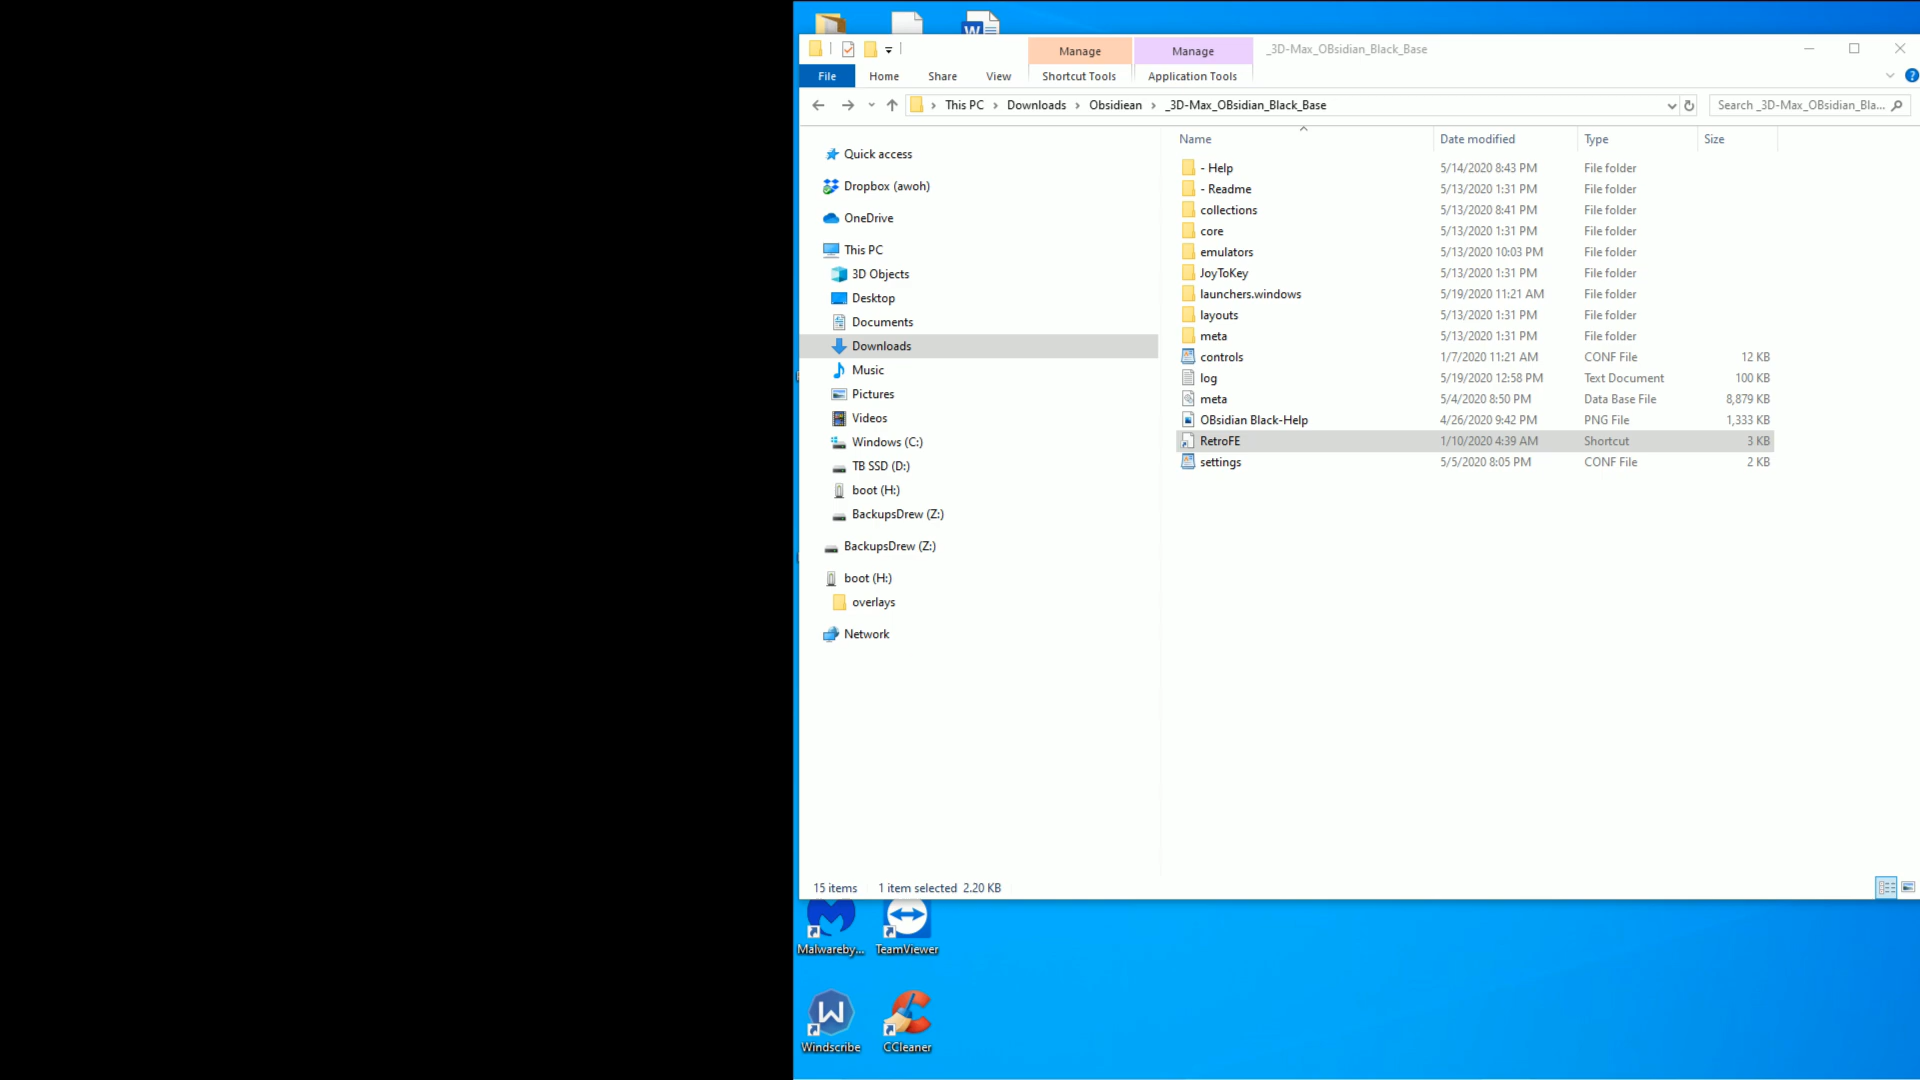 Manage Manage _3D-Max_OBsidian_Black_Base
File Home Share View Shortcut Tools Application Tools
This PC Downloads Obsidiean _3D-Max_OBsidian_Black_Base Search _3D-Max_OBsidian_Bla...
Name Date modified Type Size
Quick access
Dropbox (awoh)
OneDrive
This PC
3D Objects
Desktop
Documents
Downloads
Music
Pictures
Videos
Windows (C:)
TB SSD (D:)
boot (H:)
BackupsDrew (Z:)
BackupsDrew (Z:)
boot (H:)
overlays
Network
- Help 5/14/2020 8:43 PM File folder
- Readme 5/13/2020 1:31 PM File folder
collections 5/13/2020 8:41 PM File folder
core 5/13/2020 1:31 PM File folder
emulators 5/13/2020 10:03 PM File folder
JoyToKey 5/13/2020 1:31 PM File folder
launchers.windows 5/19/2020 11:21 AM File folder
layouts 5/13/2020 1:31 PM File folder
meta 5/13/2020 1:31 PM File folder
controls 1/7/2020 11:21 AM CONF File 12 KB
log 5/19/2020 12:58 PM Text Document 100 KB
meta 5/4/2020 8:50 PM Data Base File 8,879 KB
OBsidian Black-Help 4/26/2020 9:42 PM PNG File 1,333 KB
RetroFE 1/10/2020 4:39 AM Shortcut 3 KB
settings 5/5/2020 8:05 PM CONF File 2 KB
15 items 1 item selected 2.20 KB
Malwareby... TeamViewer
Windscribe CCleaner